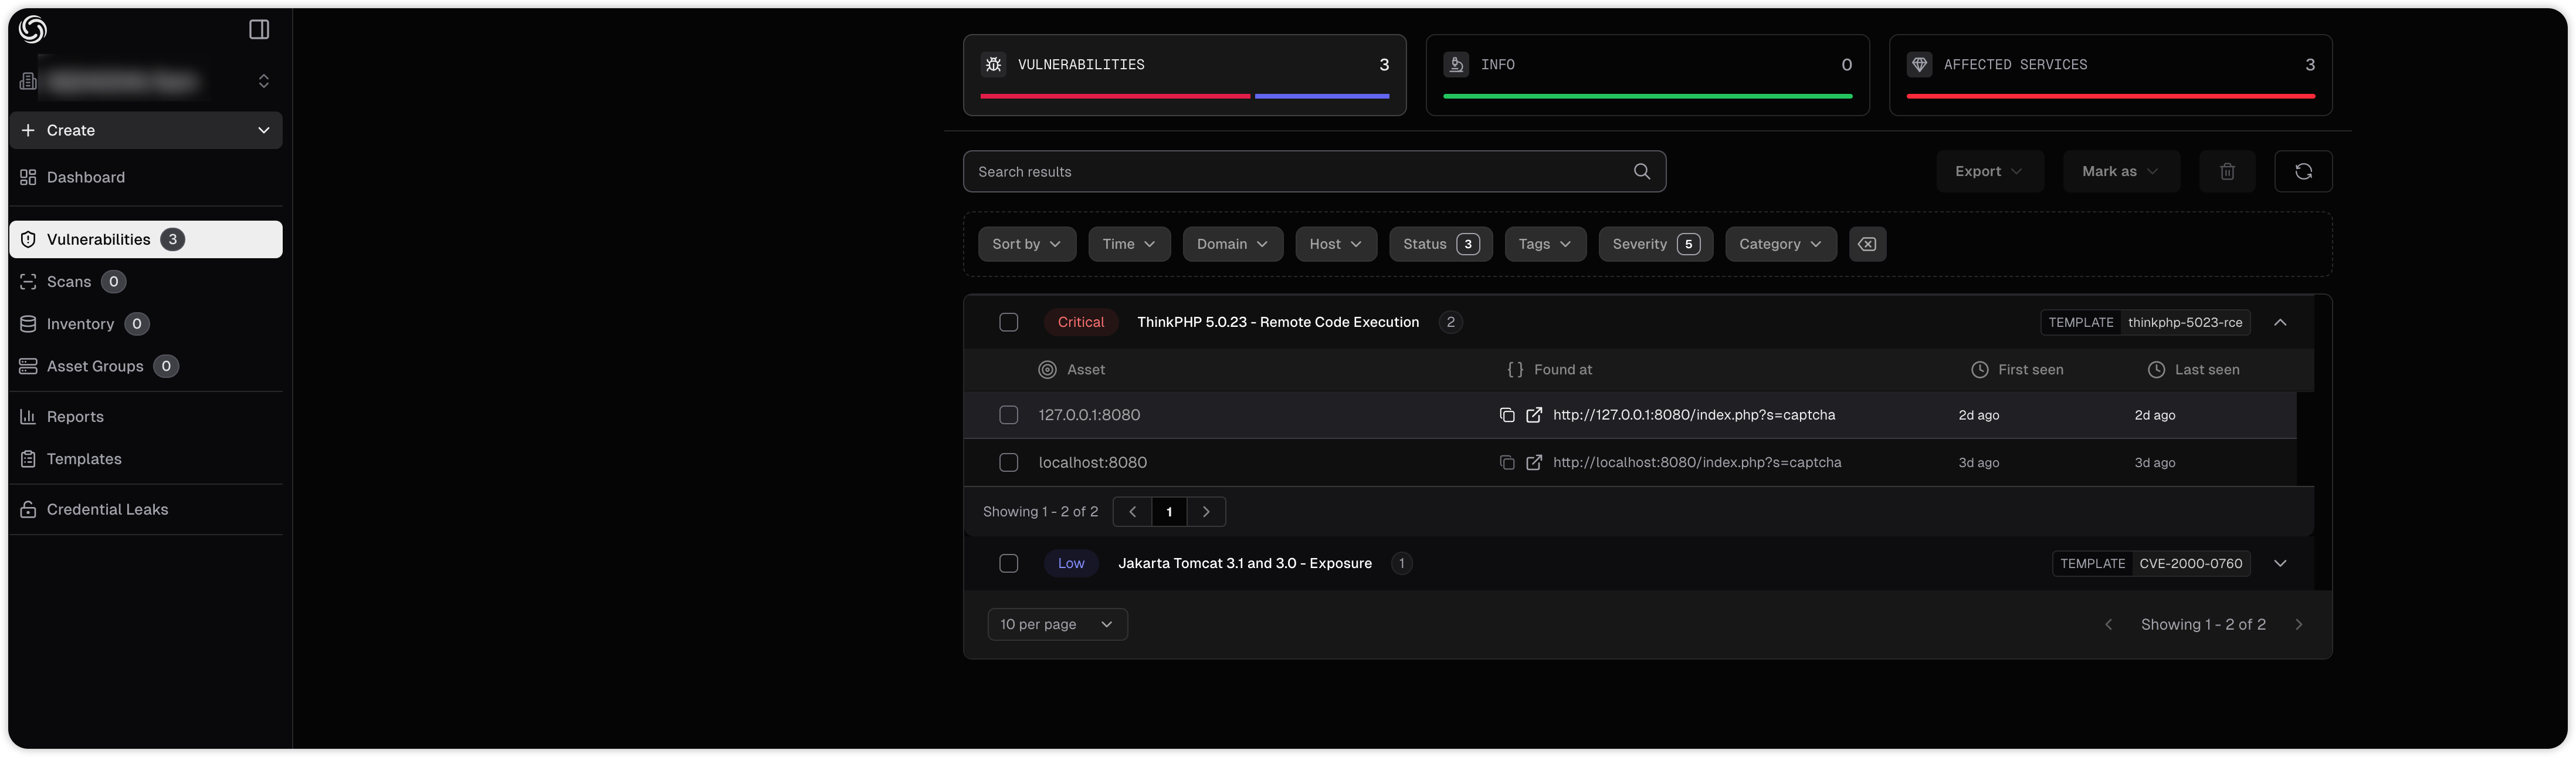 VULNERABILITIES 3
INFO 0
AFFECTED SERVICES 3
Create
Dashboard
Vulnerabilities 3
Scans 0
Inventory 0
Asset Groups 0
Reports
Templates
Credential Leaks
Search results
Export
Mark as
Sort by
Time
Domain
Host
Status 3
Tags
Severity 5
Category
Critical ThinkPHP 5.0.23 - Remote Code Execution 2 TEMPLATE thinkphp-5023-rce
Asset { } Found at First seen Last seen
127.0.0.1:8080 http://127.0.0.1:8080/index.php?s=captcha 2d ago 2d ago
localhost:8080 http://localhost:8080/index.php?s=captcha 3d ago 3d ago
Showing 1 - 2 of 2 1
Low Jakarta Tomcat 3.1 and 3.0 - Exposure 1 TEMPLATE CVE-2000-0760
10 per page Showing 1 - 2 of 2